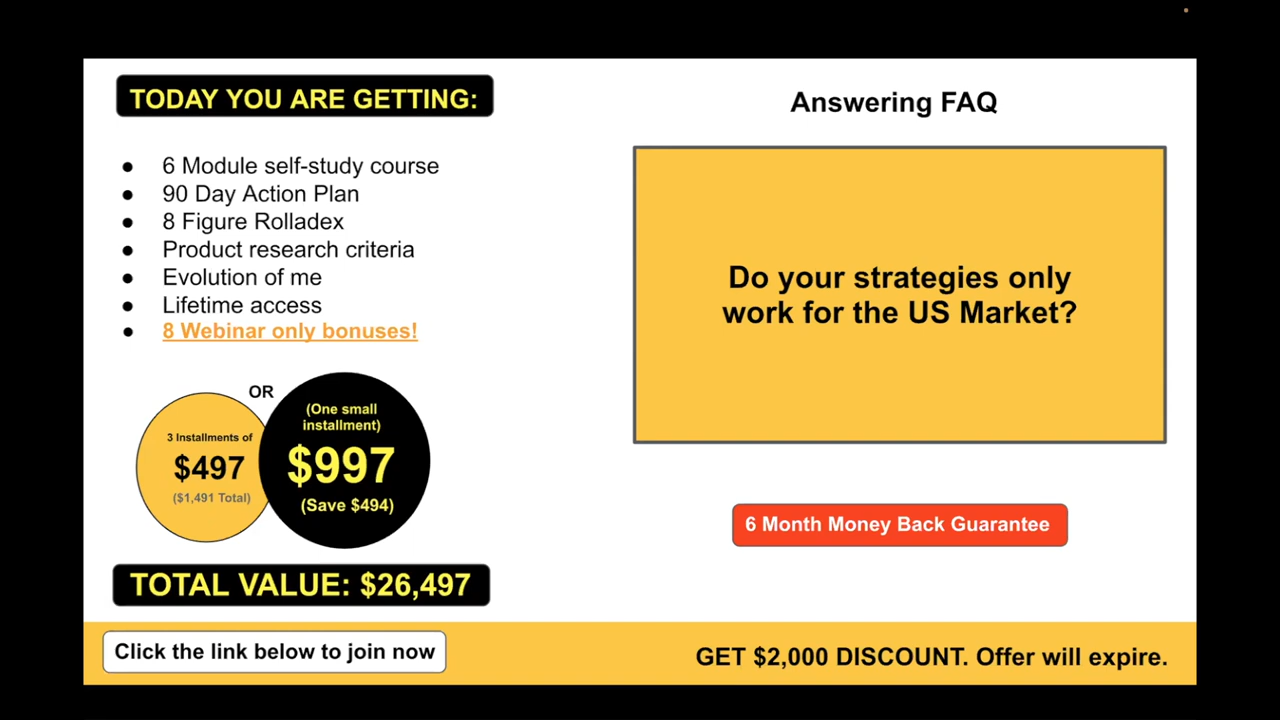 TODAY YOU ARE GETTING:
● 6 Module self-study course
● 90 Day Action Plan
● 8 Figure Rolladex
● Product research criteria
● Evolution of me
● Lifetime access
● 8 Webinar only bonuses!
OR
3 Installments of
$497
($1,491 Total)
(One small
installment)
$997
(Save $494)
TOTAL VALUE: $26,497
Click the link below to join now
Answering FAQ
Do your strategies only
work for the US Market?
6 Month Money Back Guarantee
GET $2,000 DISCOUNT. Offer will expire.